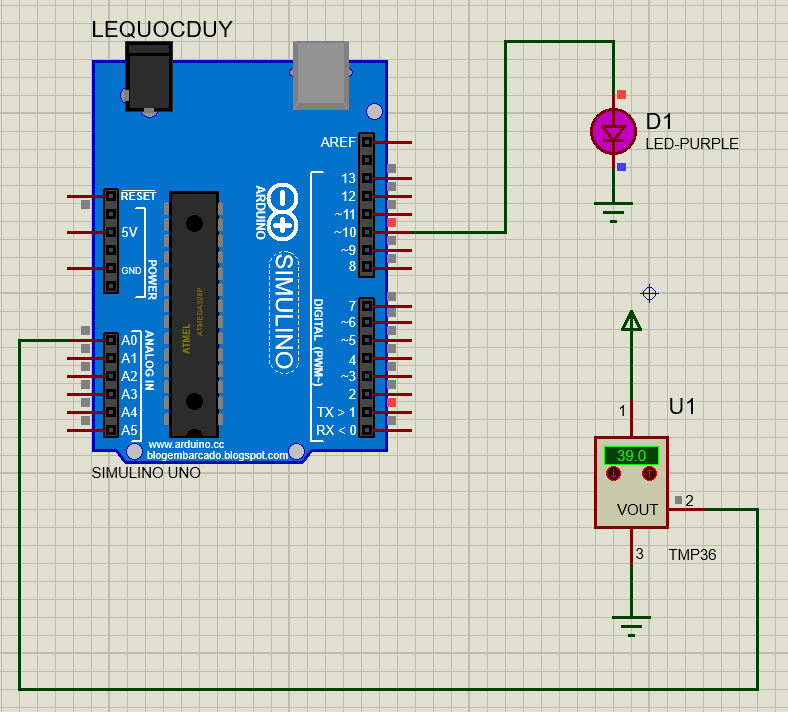 LEQUOCDUY
AREF
13
12
~11
~10
~9
8
7
~6
~5
4
~3
2
TX > 1
RX < 0
RESET
5V
GND
POWER
A0
A1
A2
A3
A4
A5
ANALOG IN
ATMEL
ATMEGA328P
ARDUINO
SIMULINO
DIGITAL (PWM~)
www.arduino.cc
blogembarcado.blogspot.com
SIMULINO UNO
D1
LED-PURPLE
1
U1
39.0
VOUT
2
3
TMP36